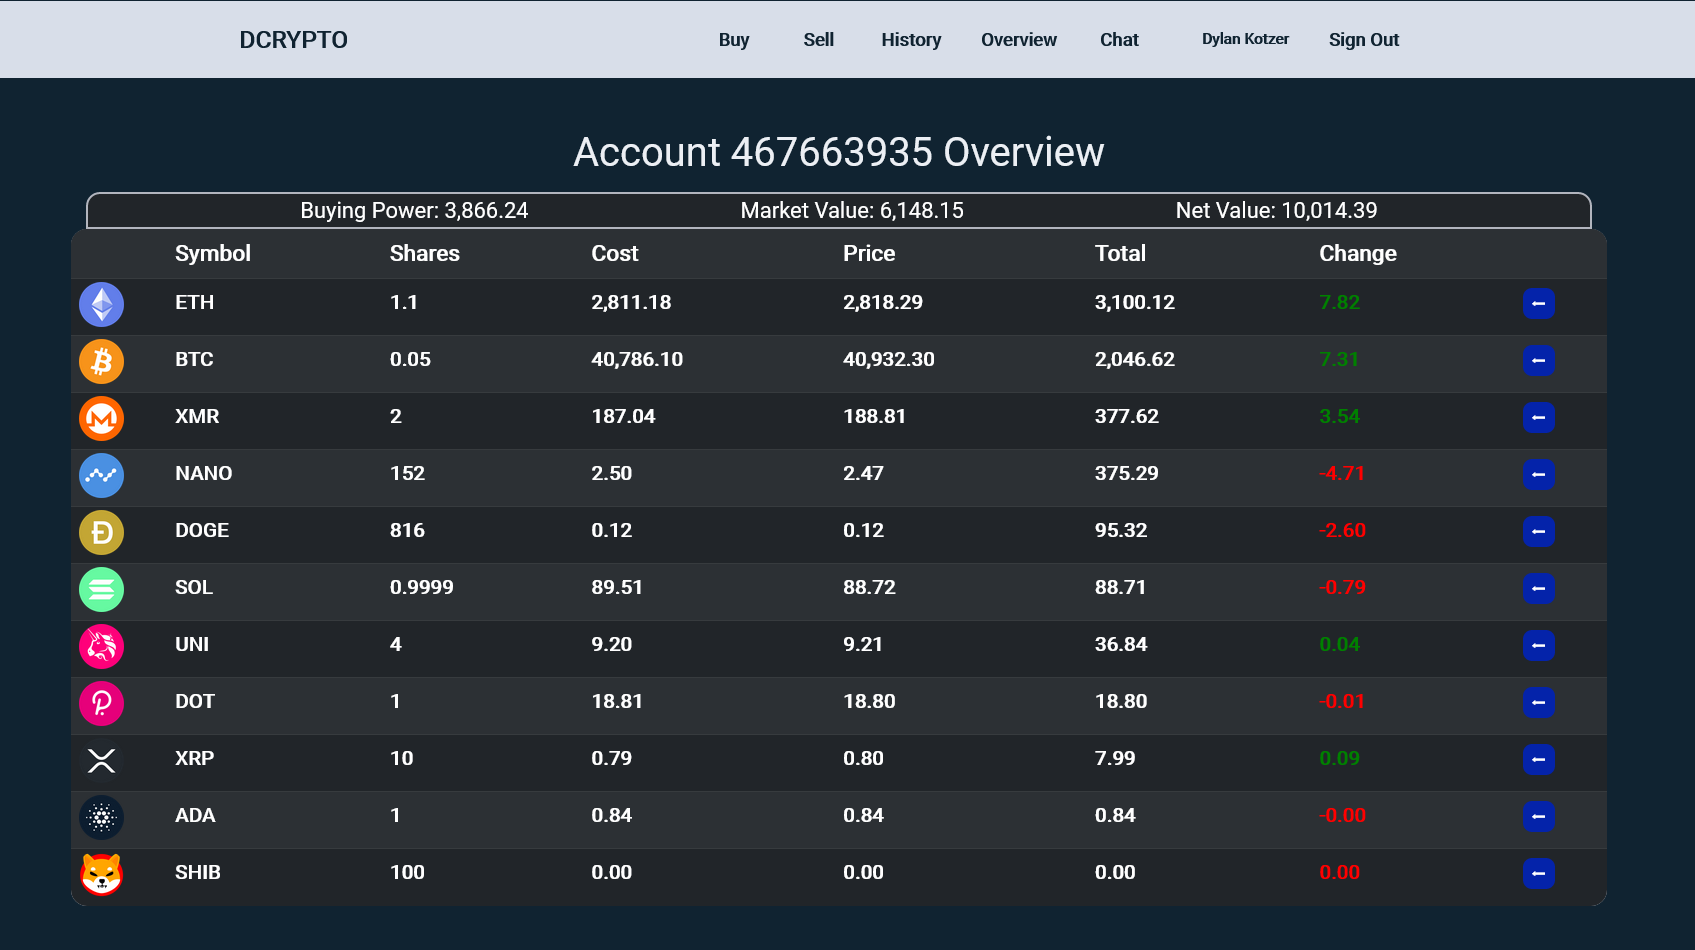 DCRYPTO Buy Sell History Overview Chat Dylan Kotzer Sign Out
Account 467663935 Overview
Buying Power: 3,866.24 Market Value: 6,148.15 Net Value: 10,014.39
Symbol Shares Cost Price Total Change
ETH 1.1 2,811.18 2,818.29 3,100.12 7.82
BTC 0.05 40,786.10 40,932.30 2,046.62 7.31
XMR 2 187.04 188.81 377.62 3.54
NANO 152 2.50 2.47 375.29 -4.71
DOGE 816 0.12 0.12 95.32 -2.60
SOL 0.9999 89.51 88.72 88.71 -0.79
UNI 4 9.20 9.21 36.84 0.04
DOT 1 18.81 18.80 18.80 -0.01
XRP 10 0.79 0.80 7.99 0.09
ADA 1 0.84 0.84 0.84 -0.00
SHIB 100 0.00 0.00 0.00 0.00